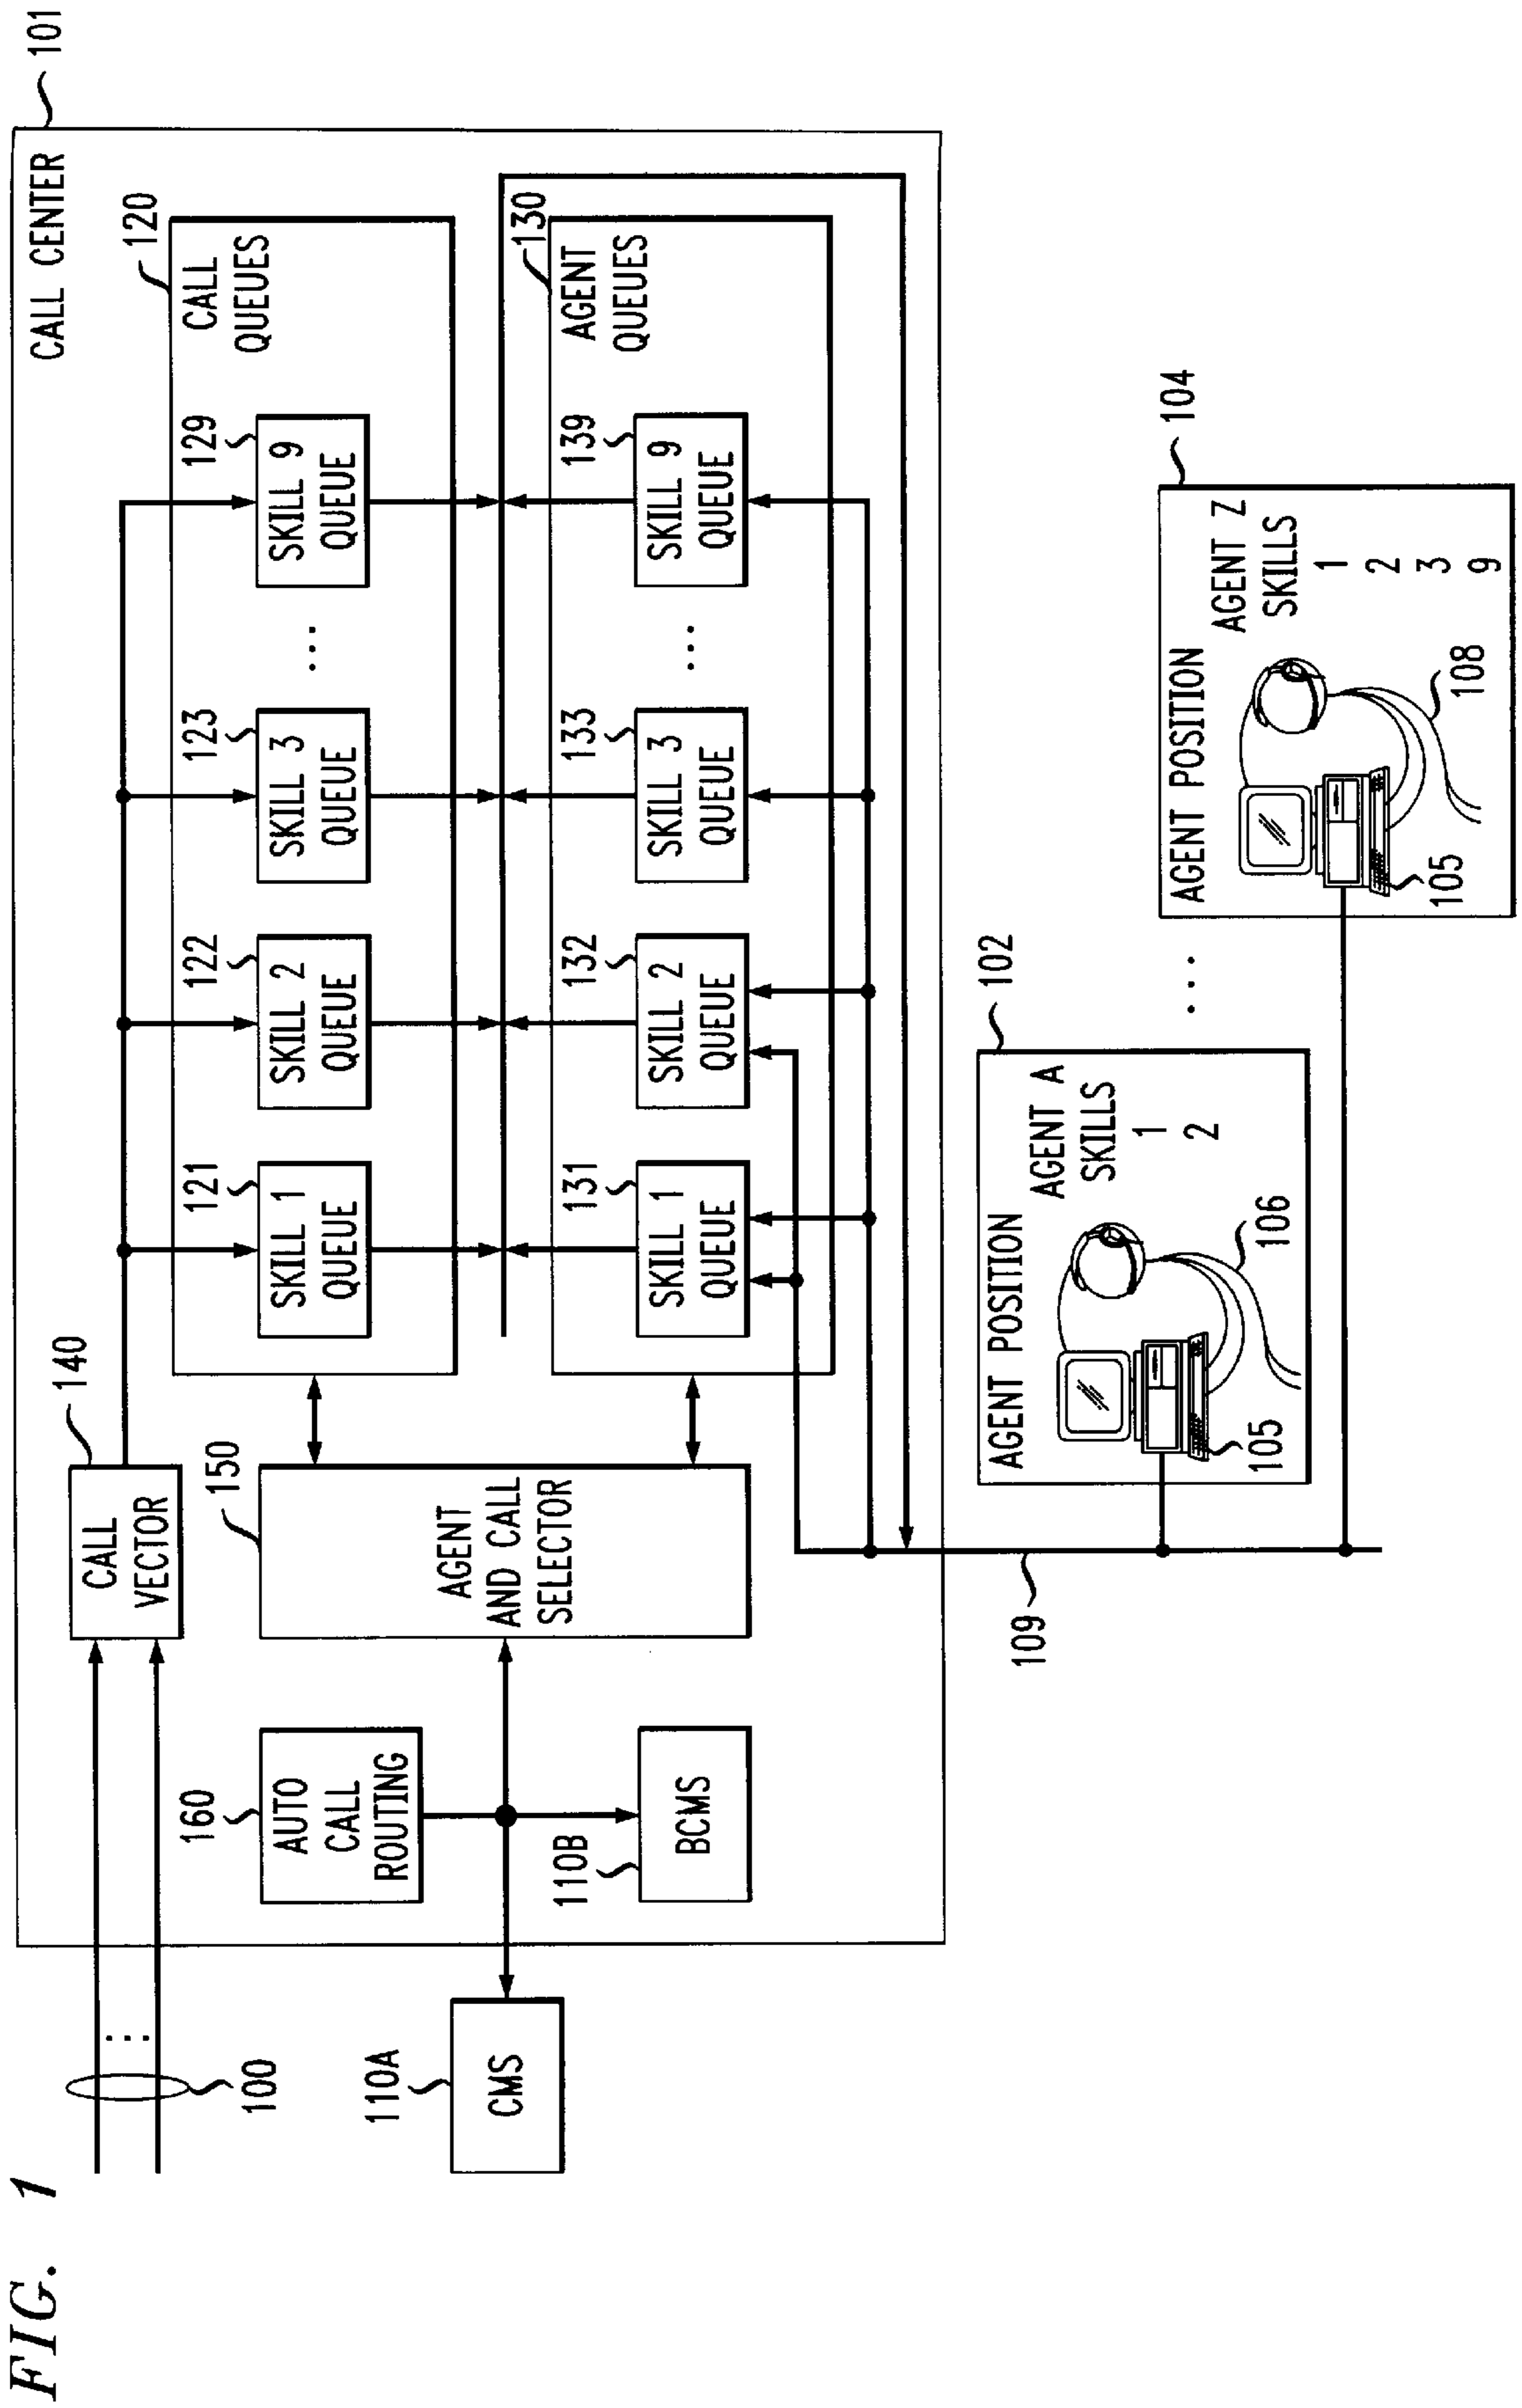 FIG. 1
101
CALL CENTER
100
140
CALL
VECTOR
120
CALL
QUEUES
121
SKILL 1
QUEUE
122
SKILL 2
QUEUE
123
SKILL 3
QUEUE
...
129
SKILL 9
QUEUE
160
AUTO
CALL
ROUTING
150
AGENT
AND CALL
SELECTOR
110A
CMS
110B
BCMS
130
AGENT
QUEUES
131
SKILL 1
QUEUE
132
SKILL 2
QUEUE
133
SKILL 3
QUEUE
...
139
SKILL 9
QUEUE
109
102
AGENT POSITION
AGENT A
SKILLS
1
2
105
106
...
104
AGENT POSITION
AGENT Z
SKILLS
1
2
3
9
105
108